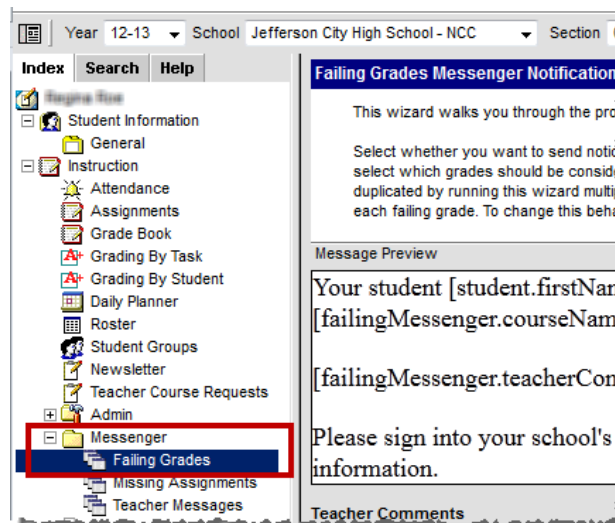 Year 12-13 School Jefferson City High School - NCC Section
Index Search Help
Student Information
General
Instruction
Attendance
Assignments
Grade Book
A+ Grading By Task
A+ Grading By Student
Daily Planner
Roster
Student Groups
Newsletter
Teacher Course Requests
Admin
Messenger
Failing Grades
Missing Assignments
Teacher Messages
Failing Grades Messenger Notification
This wizard walks you through the pro
Select whether you want to send notic
select which grades should be consid
duplicated by running this wizard multi
each failing grade. To change this beh
Message Preview
Your student [student.firstNam
[failingMessenger.courseNam
[failingMessenger.teacherCom
Please sign into your school's
information.
Teacher Comments